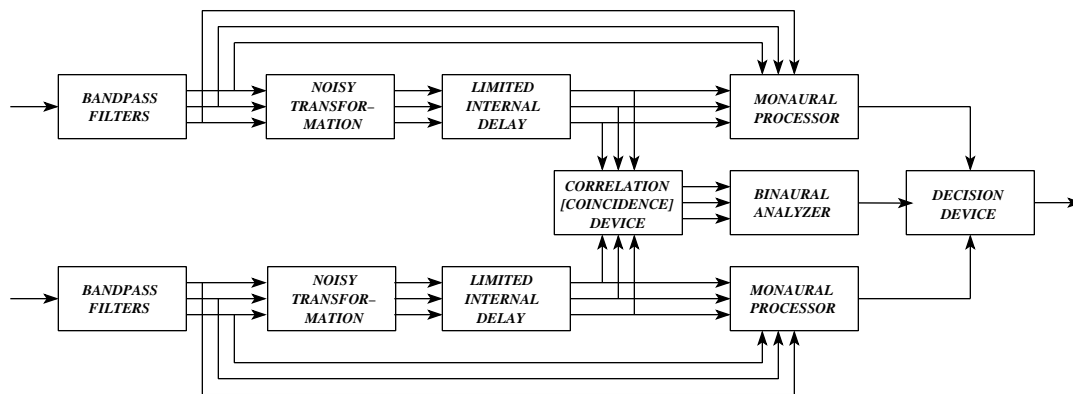 BANDPASS
FILTERS
NOISY
TRANSFOR–
MATION
LIMITED
INTERNAL
DELAY
MONAURAL
PROCESSOR
CORRELATION
[COINCIDENCE]
DEVICE
BINAURAL
ANALYZER
DECISION
DEVICE
BANDPASS
FILTERS
NOISY
TRANSFOR–
MATION
LIMITED
INTERNAL
DELAY
MONAURAL
PROCESSOR